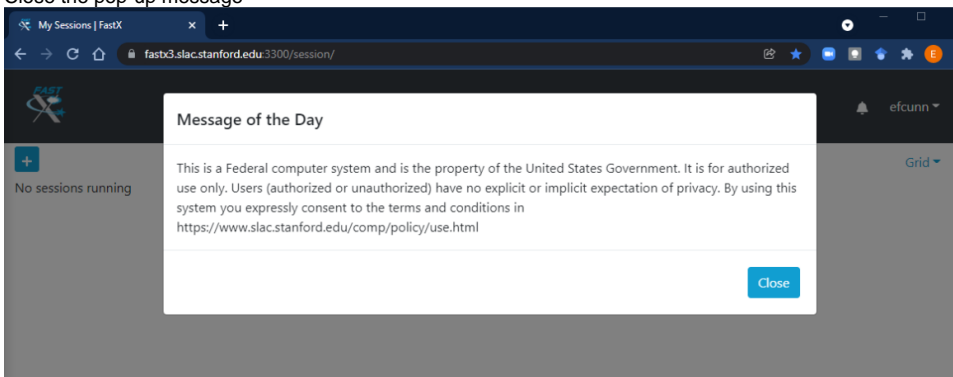 Close the pop-up message
My Sessions | FastX
fastx3.slac.stanford.edu:3300/session/
E
FAST
efcunn
Message of the Day
This is a Federal computer system and is the property of the United States Government. It is for authorized
use only. Users (authorized or unauthorized) have no explicit or implicit expectation of privacy. By using this
system you expressly consent to the terms and conditions in
https://www.slac.stanford.edu/comp/policy/use.html
Close
+
Grid
No sessions running